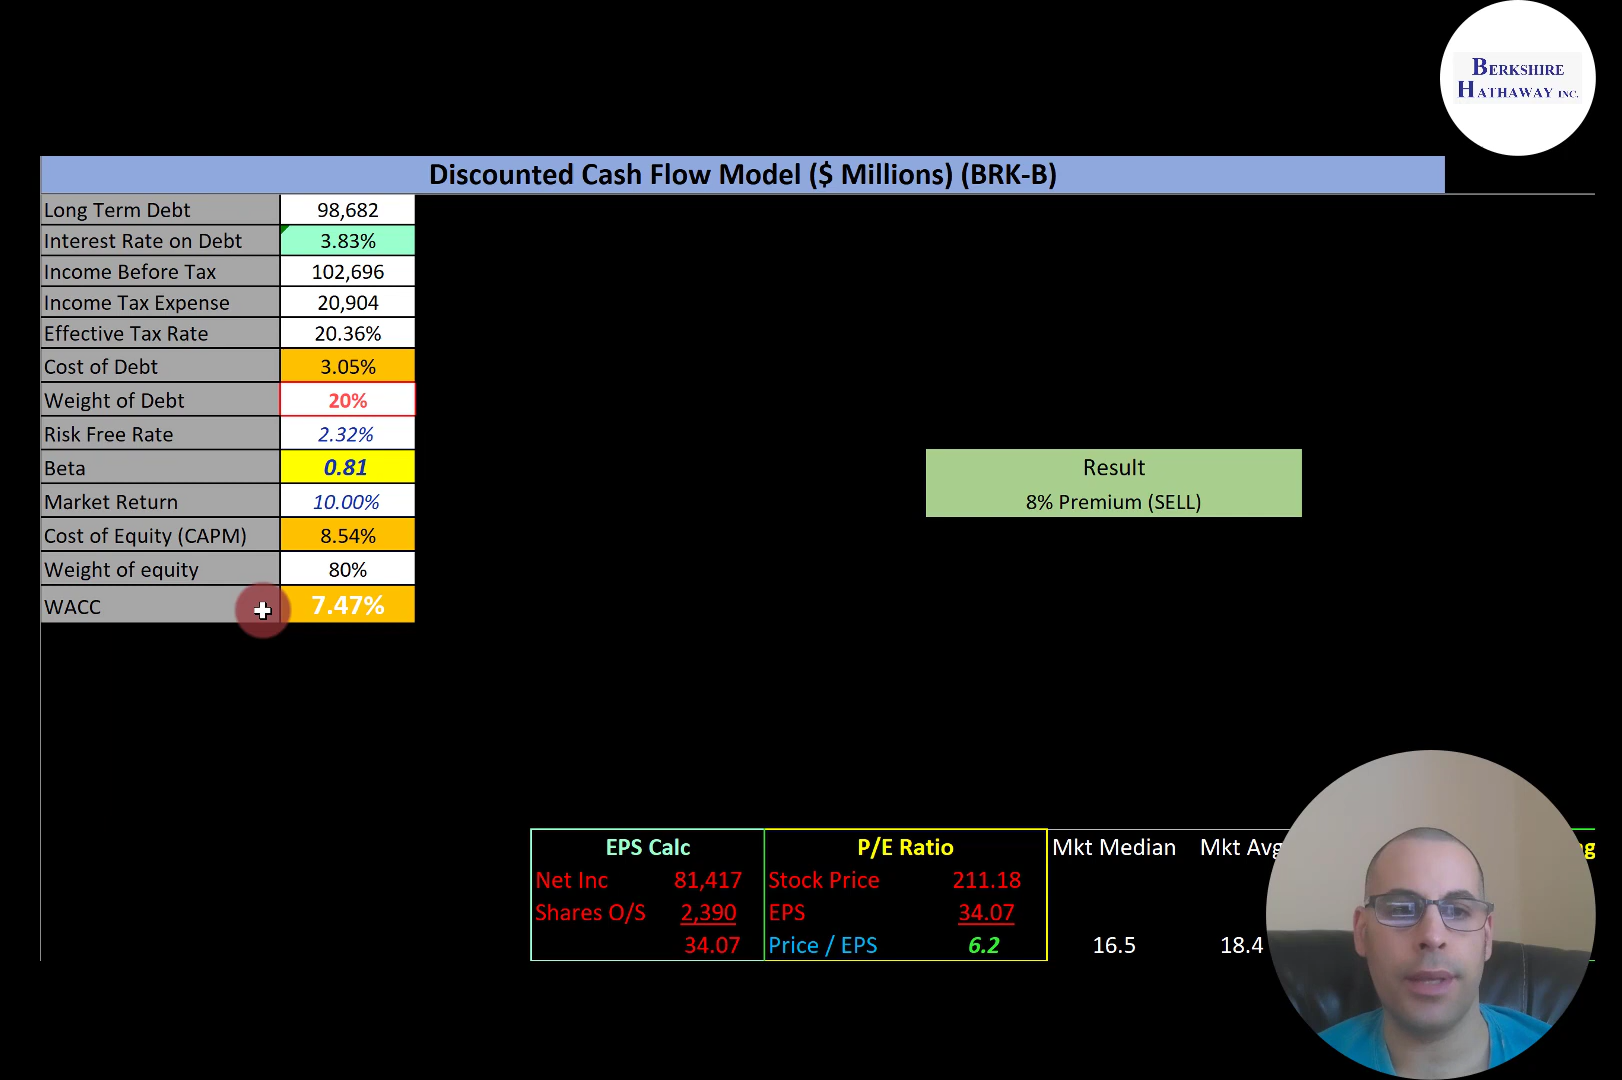 BERKSHIRE
HATHAWAY INC.
Discounted Cash Flow Model ($ Millions) (BRK-B)
Long Term Debt 98,682
Interest Rate on Debt 3.83%
Income Before Tax 102,696
Income Tax Expense 20,904
Effective Tax Rate 20.36%
Cost of Debt 3.05%
Weight of Debt 20%
Risk Free Rate 2.32%
Beta 0.81
Market Return 10.00%
Cost of Equity (CAPM) 8.54%
Weight of equity 80%
WACC 7.47%
Result
8% Premium (SELL)
EPS Calc P/E Ratio Mkt Median Mkt Avg
Net Inc 81,417 Stock Price 211.18
Shares O/S 2,390 EPS 34.07
34.07 Price / EPS 6.2 16.5 18.4